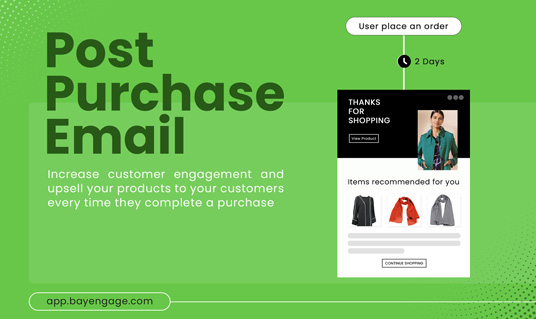 Post
Purchase
Email
Increase customer engagement and
upsell your products to your customers
every time they complete a purchase
app.bayengage.com
User place an order
2 Days
THANKS
FOR
SHOPPING
View Product
Items recommended for you
CONTINUE SHOPPING